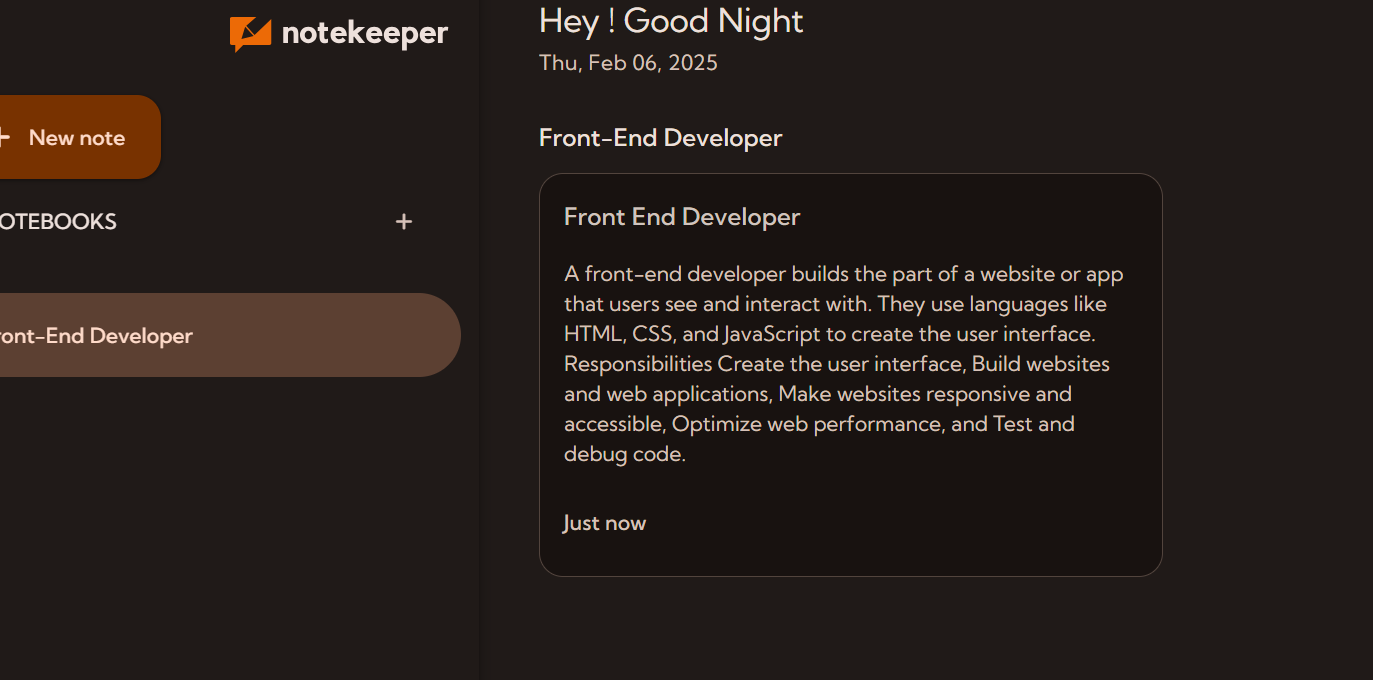 notekeeper
New note
OTEBOOKS
ront-End Developer
Hey ! Good Night
Thu, Feb 06, 2025
Front-End Developer
Front End Developer
A front-end developer builds the part of a website or app
that users see and interact with. They use languages like
HTML, CSS, and JavaScript to create the user interface.
Responsibilities Create the user interface, Build websites
and web applications, Make websites responsive and
accessible, Optimize web performance, and Test and
debug code.
Just now